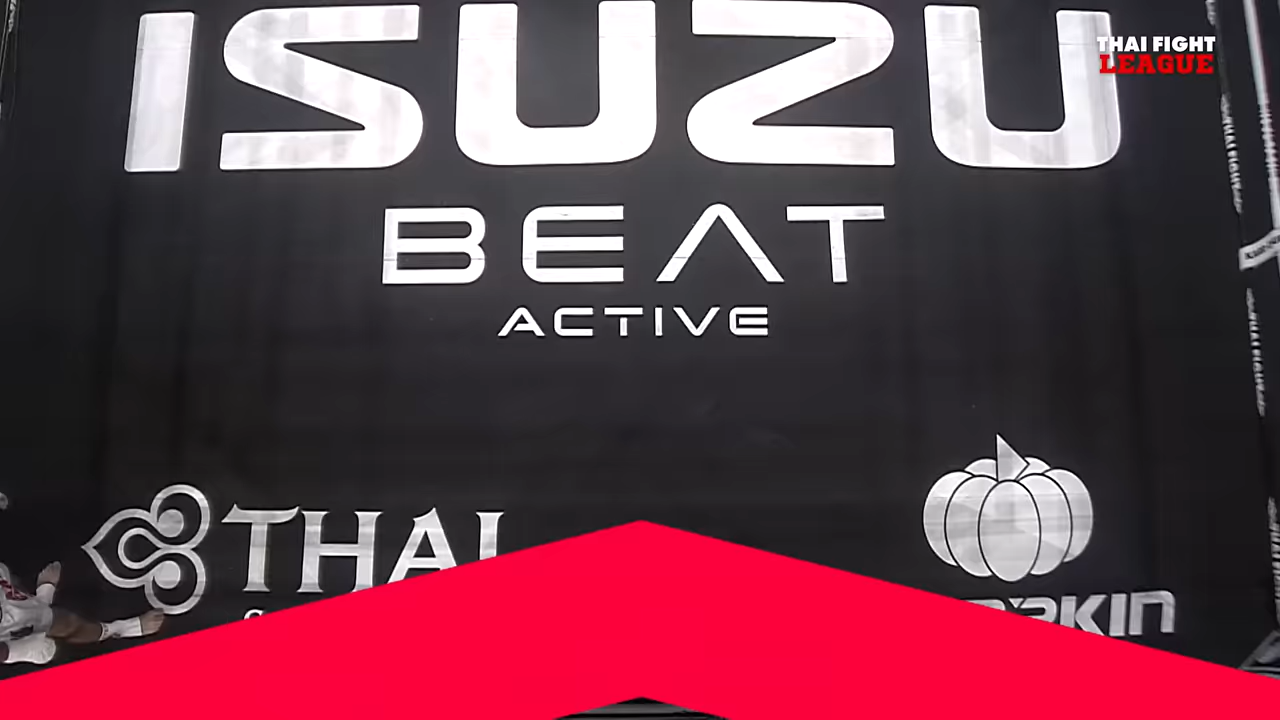 ISUZU
THAI FIGHT
LEAGUE
BEAT
ACTIVE
THAI